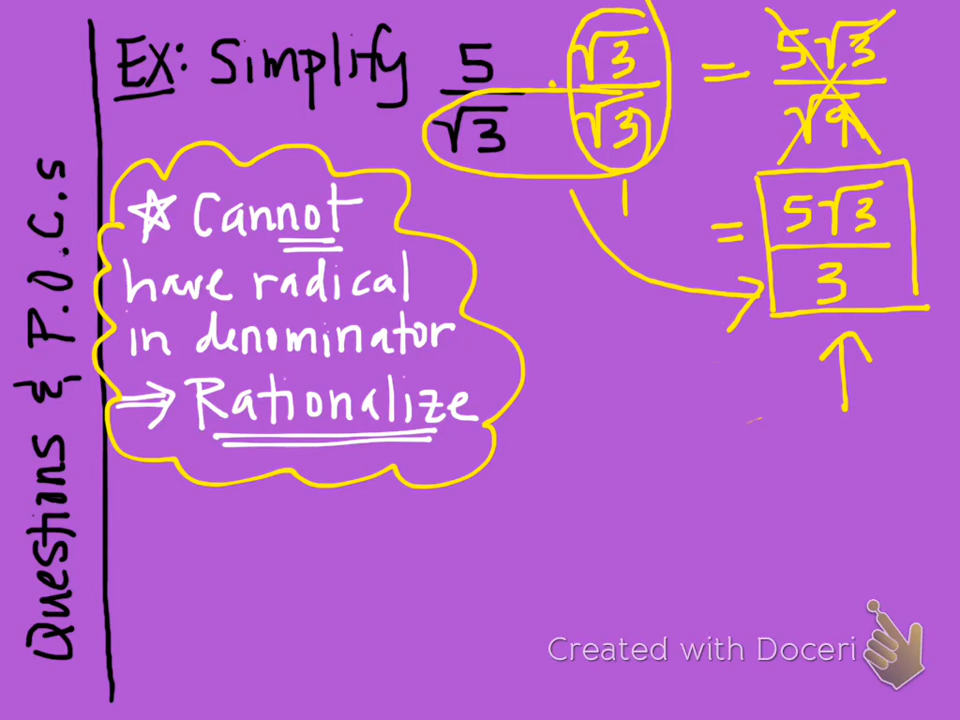 Questions & P.O.C.s
EX: Simplify 5/√3 · √3/√3 = 5√3/√9
1
= 5√3/3
☆ Cannot
have radical
in denominator
⇒ Rationalize
Created with Doceri